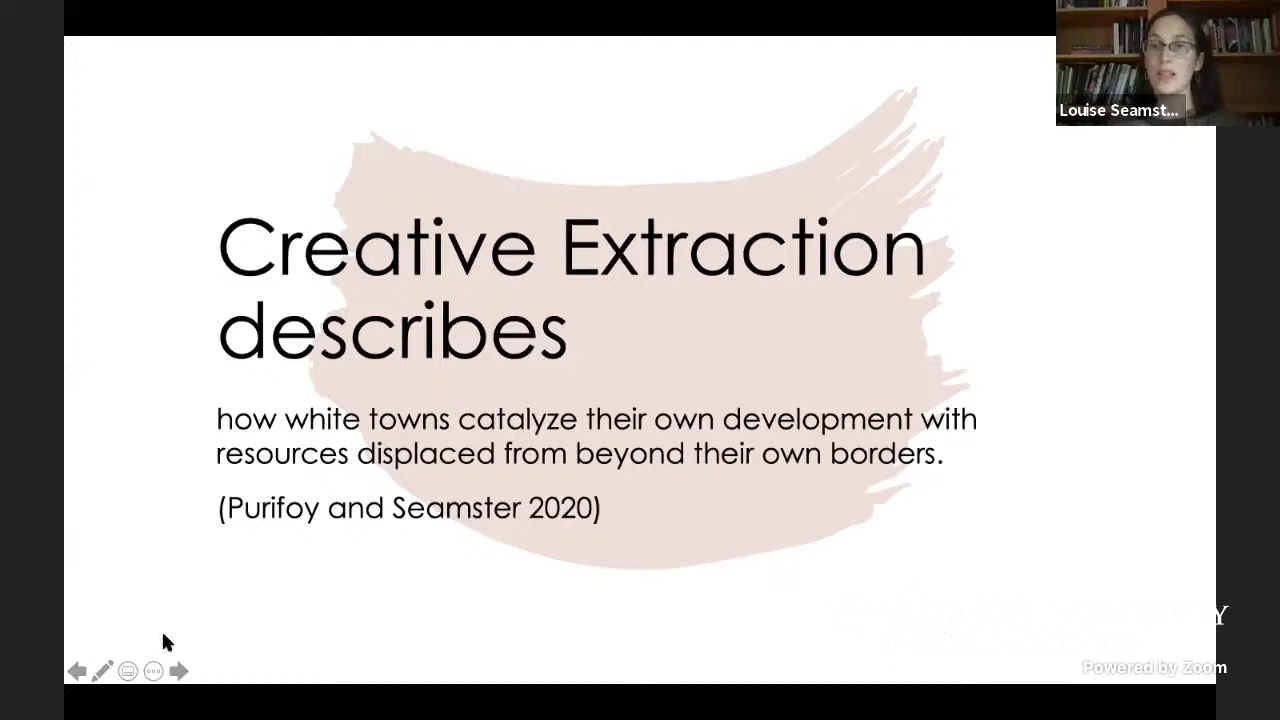 Louise Seamst...
Creative Extraction
describes
how white towns catalyze their own development with
resources displaced from beyond their own borders.
(Purifoy and Seamster 2020)
Y
Powered by Zoom